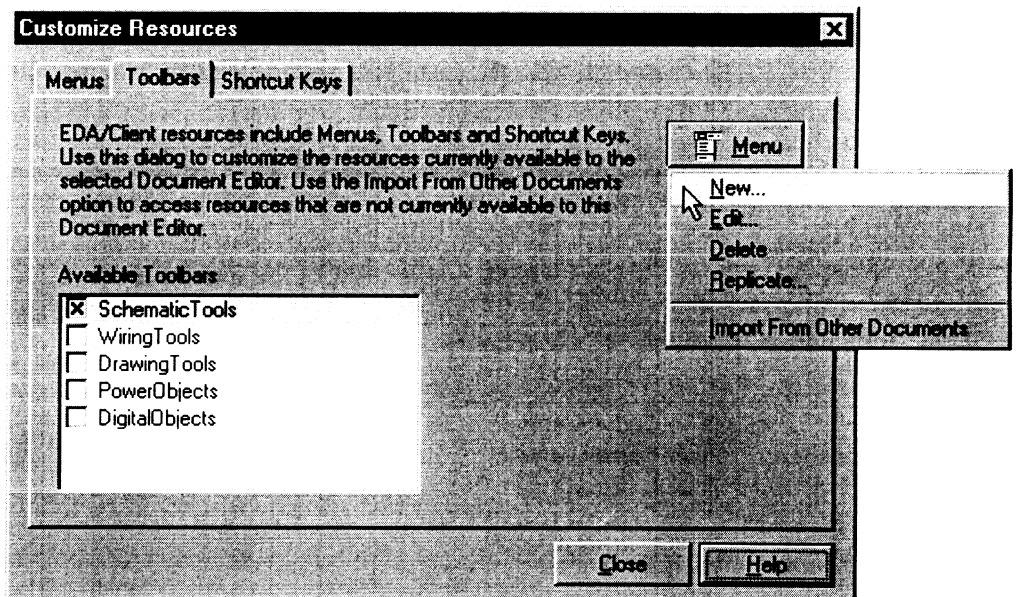 Customize Resources
Menus Toolbars Shortcut Keys
EDA/Client resources include Menus, Toolbars and Shortcut Keys.
Use this dialog to customize the resources currently available to the
selected Document Editor. Use the Import From Other Documents
option to access resources that are not currently available to this
Document Editor.
Menu
New...
Edit...
Delete
Replicate...
Import From Other Documents
Available Toolbars
SchematicTools
WiringTools
DrawingTools
PowerObjects
DigitalObjects
Close Help